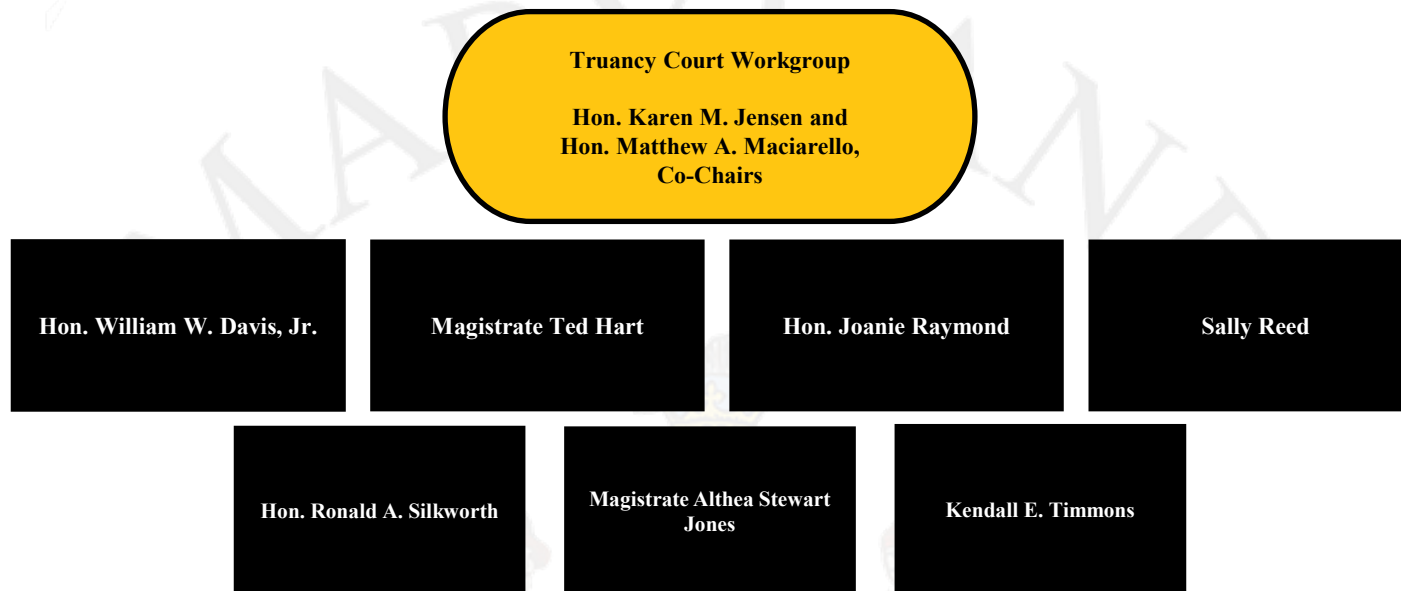 Truancy Court Workgroup
Hon. Karen M. Jensen and
Hon. Matthew A. Maciarello,
Co-Chairs
Hon. William W. Davis, Jr.
Magistrate Ted Hart
Hon. Joanie Raymond
Sally Reed
Hon. Ronald A. Silkworth
Magistrate Althea Stewart
Jones
Kendall E. Timmons